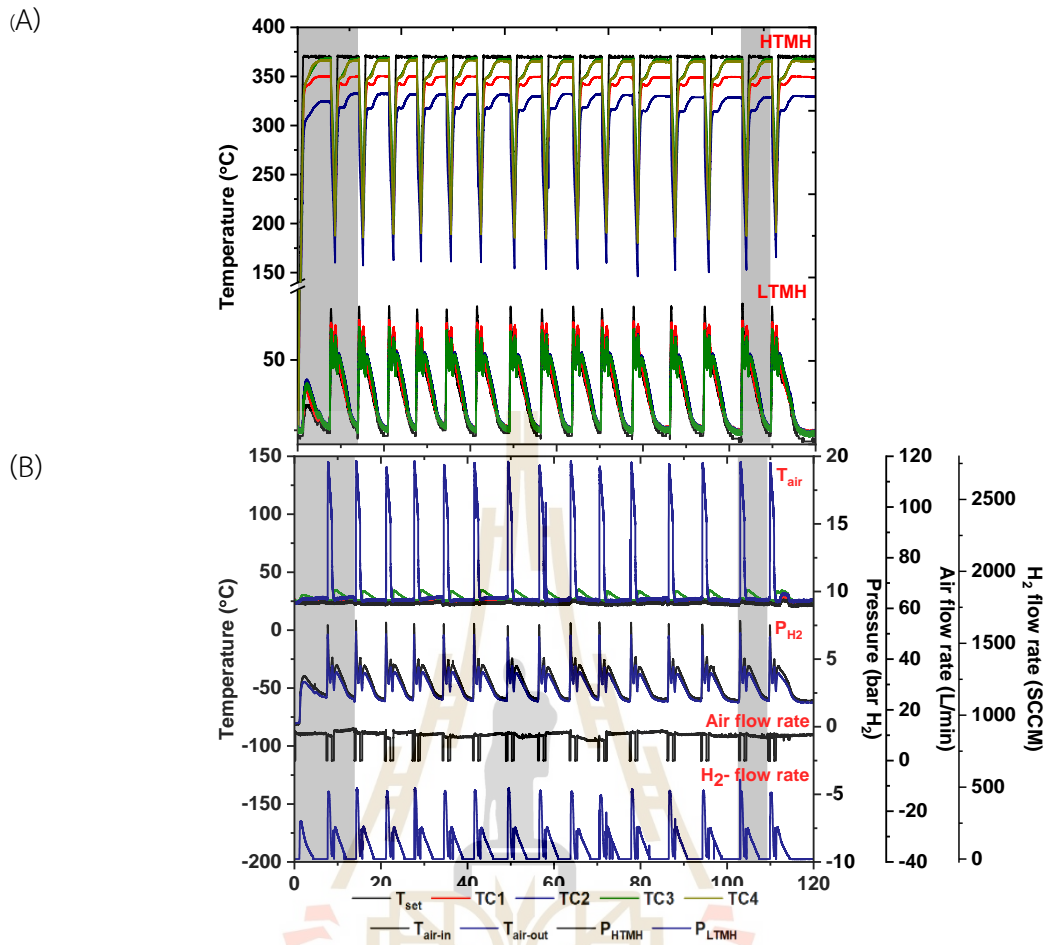 (A)
400
HTMH
350
300
250
200
150
LTMH
50
Temperature (°C)
(B)
150
100
50
0
-50
-100
-150
-200
Temperature (°C)
T_air
P_H2
Air flow rate
H2- flow rate
20
15
10
5
0
-5
-10
Pressure (bar H2)
120
100
80
60
40
20
0
-20
-40
Air flow rate (L/min)
2500
2000
1500
1000
500
0
H2 flow rate (SCCM)
0 20 40 60 80 100 120
T_set TC1 TC2 TC3 TC4
T_air-in T_air-out P_HTMH P_LTMH